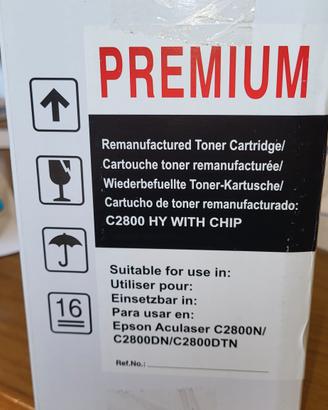 PREMIUM
Remanufactured Toner Cartridge/
Cartouche toner remanufacturée/
Wiederbefuellte Toner-Kartusche/
Cartucho de toner remanufacturado:
C2800 HY WITH CHIP
16
Suitable for use in:
Utiliser pour:
Einsetzbar in:
Para usar en:
Epson Aculaser C2800N/
C2800DN/C2800DTN
Ref.No.: